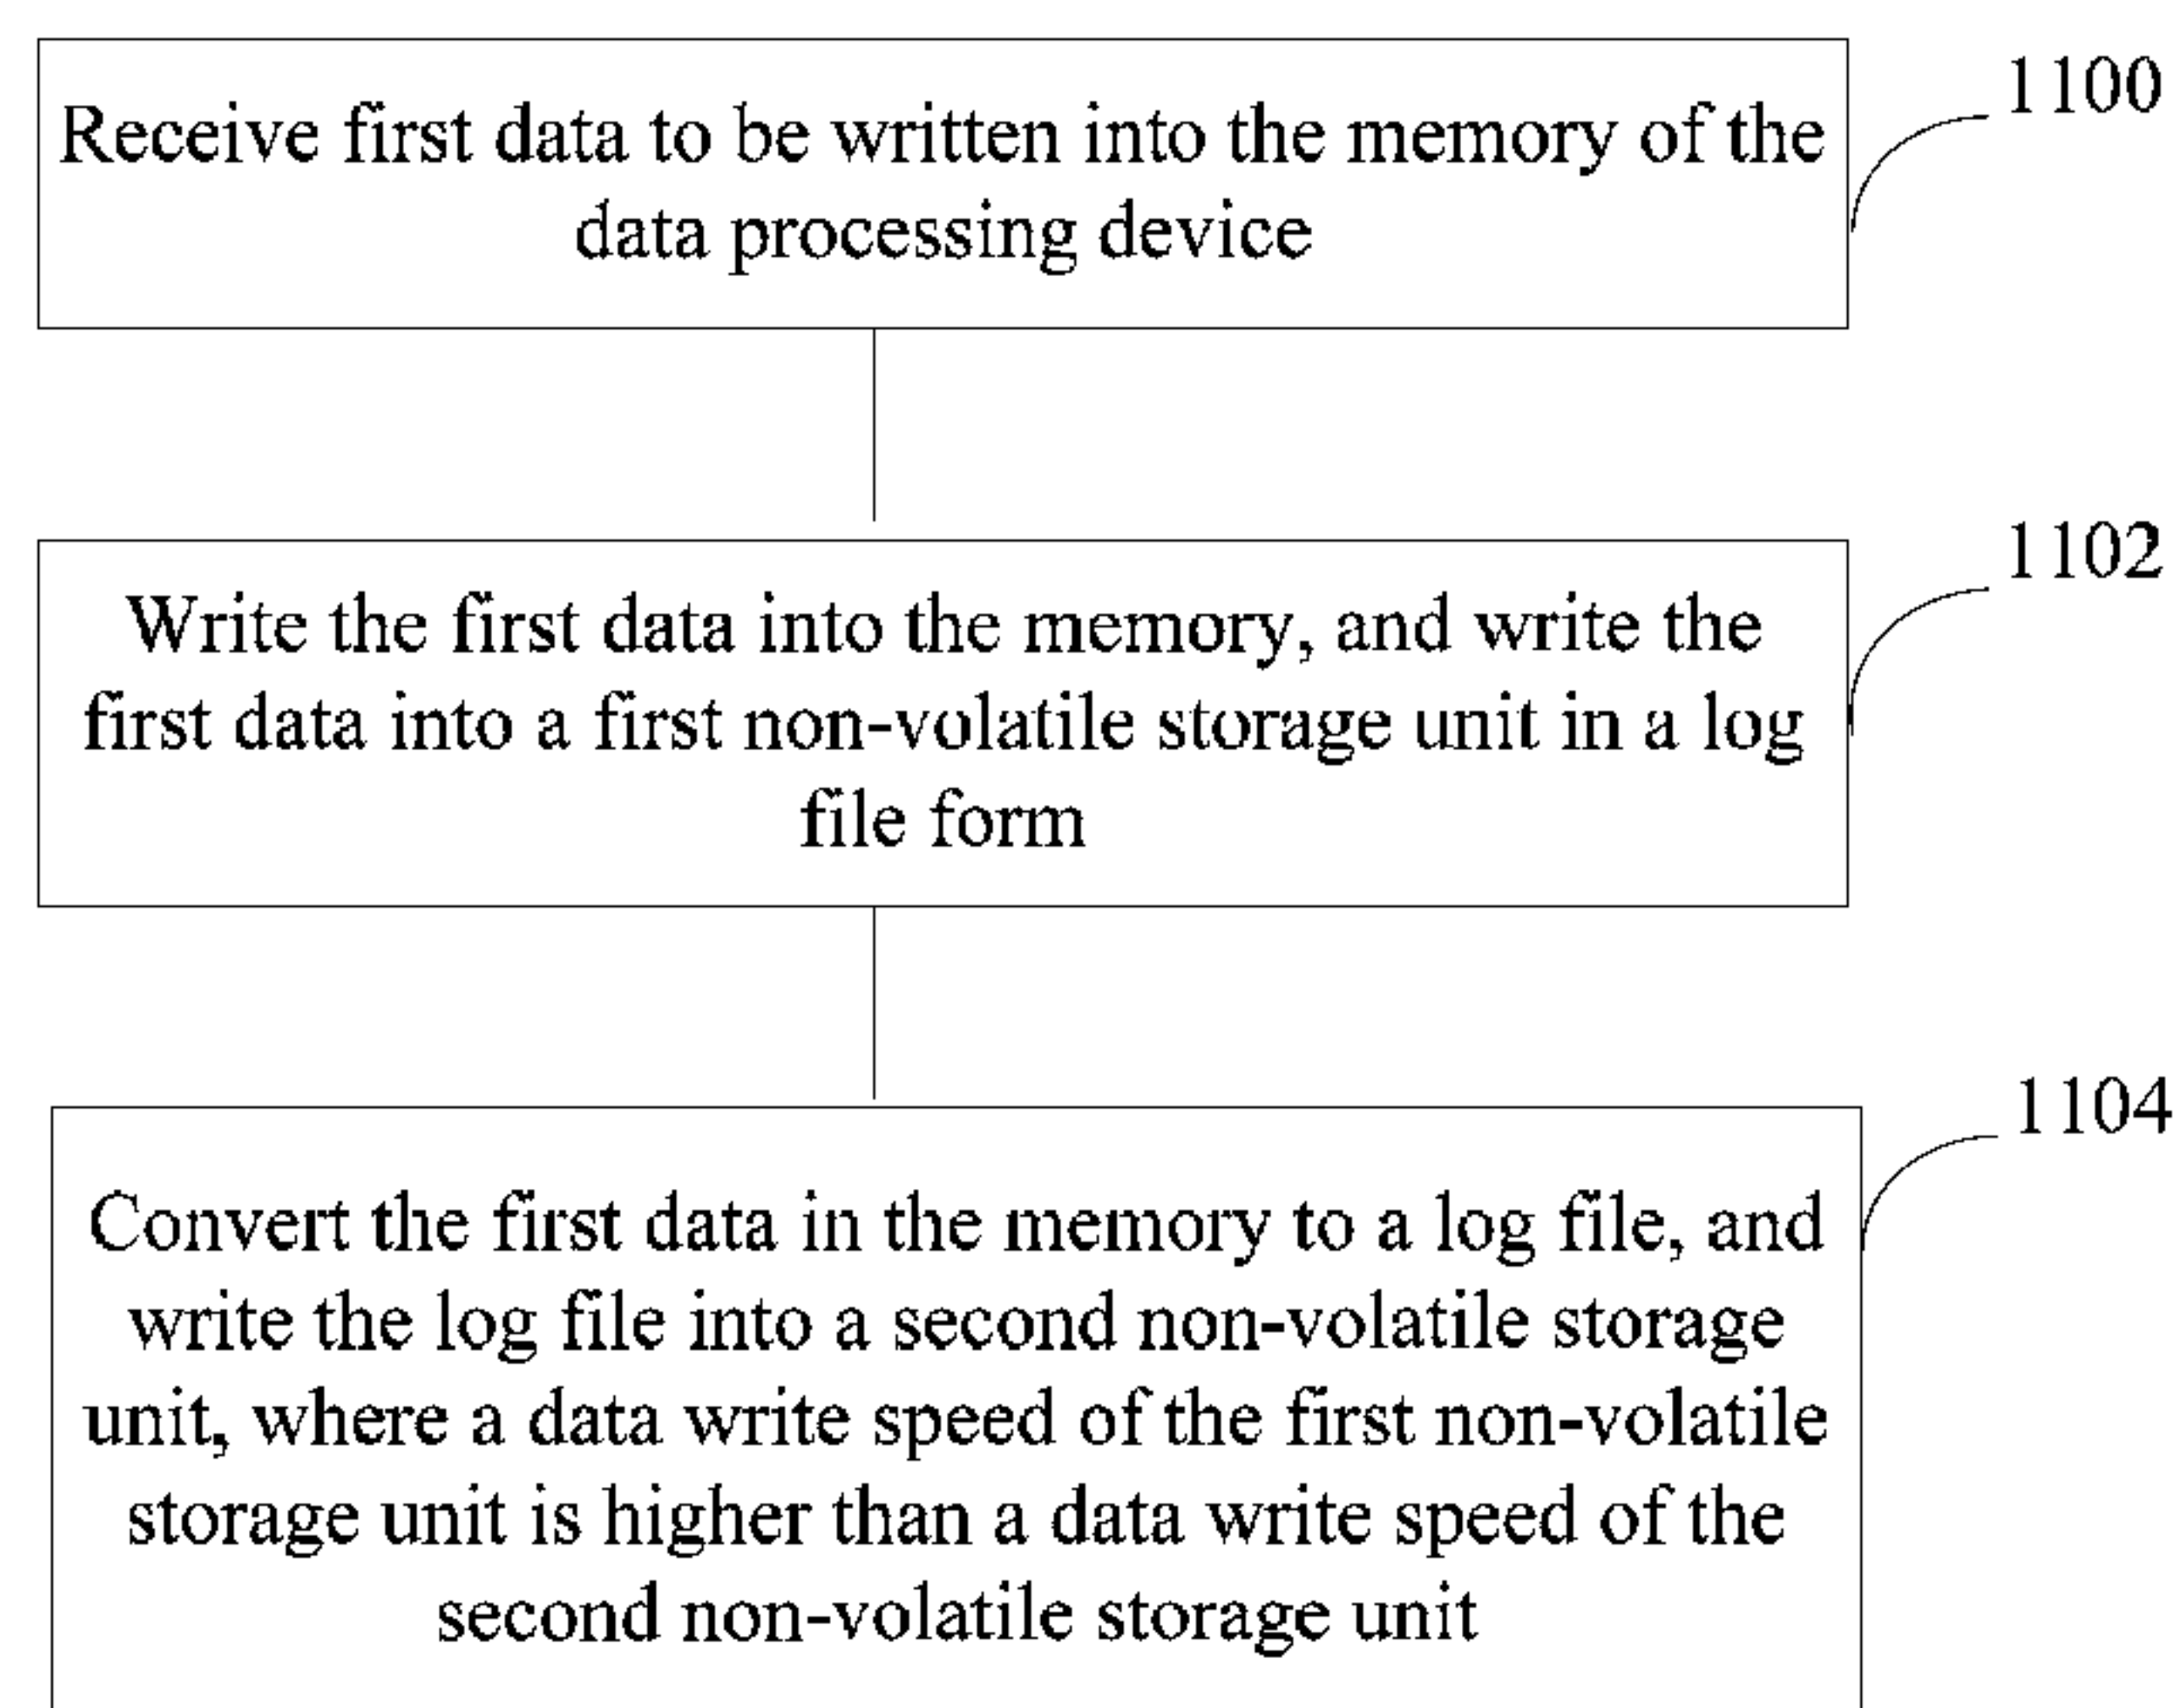 1100
Receive first data to be written into the memory of the
data processing device
1102
Write the first data into the memory, and write the
first data into a first non-volatile storage unit in a log
file form
1104
Convert the first data in the memory to a log file, and
write the log file into a second non-volatile storage
unit, where a data write speed of the first non-volatile
storage unit is higher than a data write speed of the
second non-volatile storage unit